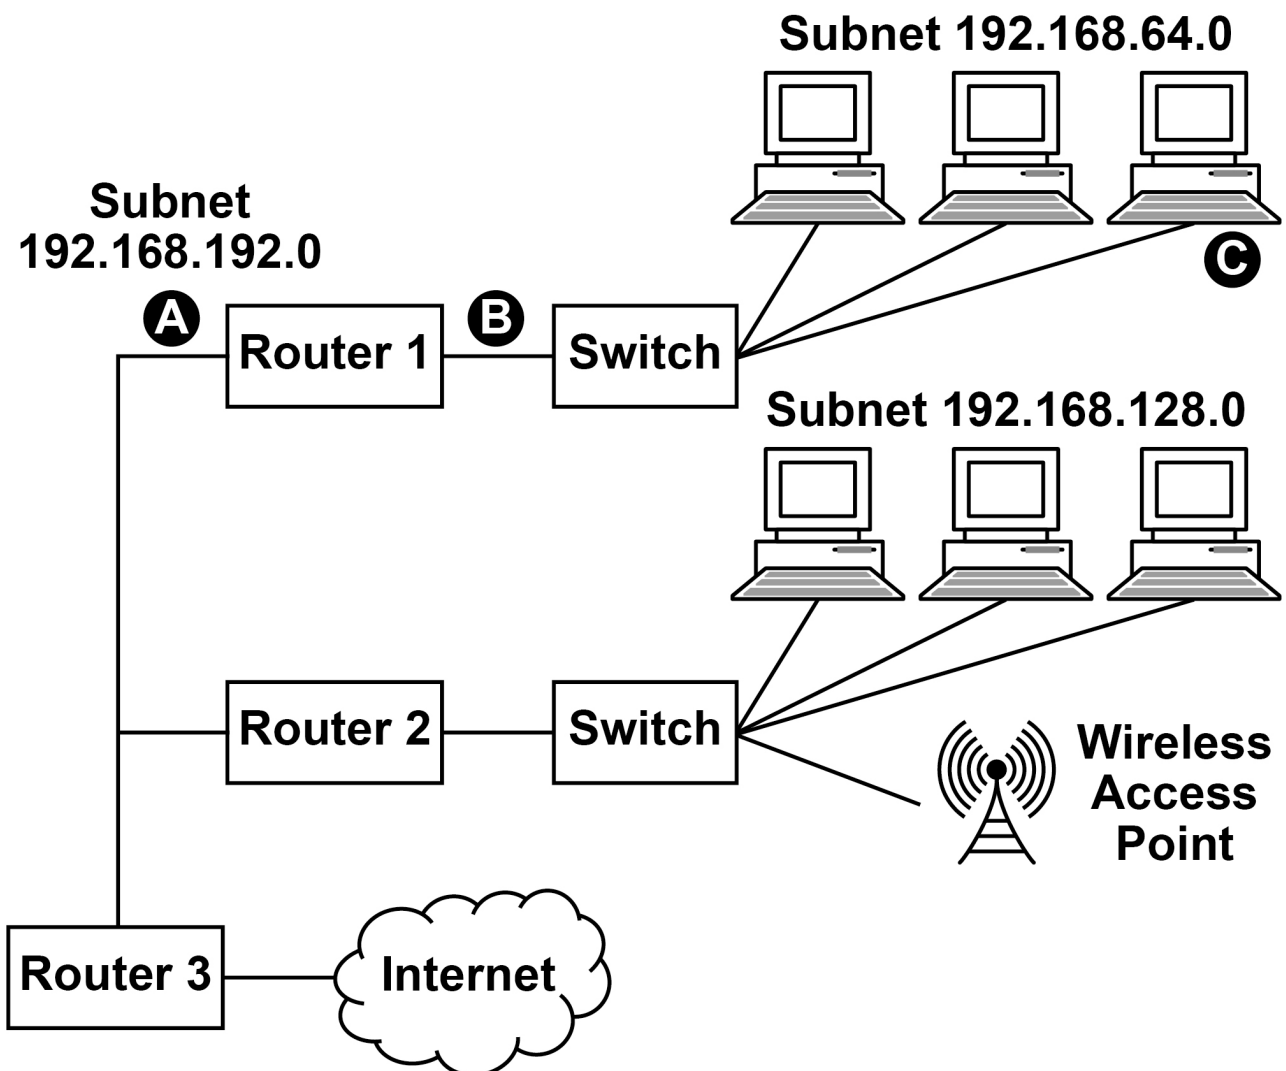 Subnet 192.168.64.0
Subnet
192.168.192.0
A
Router 1
B
Switch
C
Subnet 192.168.128.0
Router 2
Switch
Wireless
Access
Point
Router 3
Internet